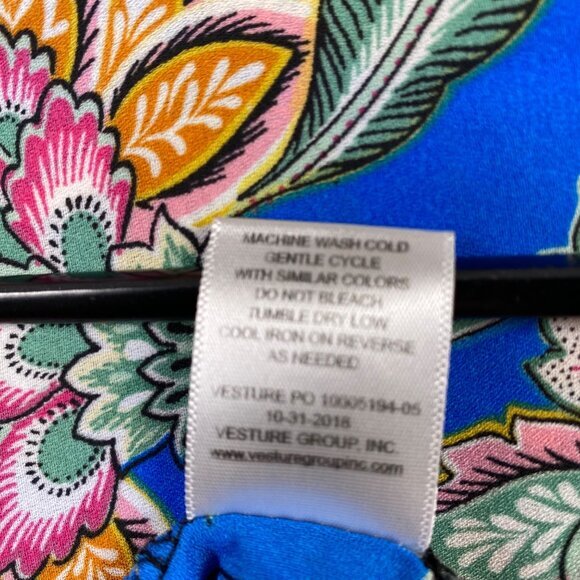 MACHINE WASH COLD
GENTLE CYCLE
WITH SIMILAR COLORS
DO NOT BLEACH
TUMBLE DRY LOW
COOL IRON ON REVERSE
AS NEEDED
VESTURE PO 10005194-05
10-31-2018
VESTURE GROUP, INC.
www.vesturegroupinc.com